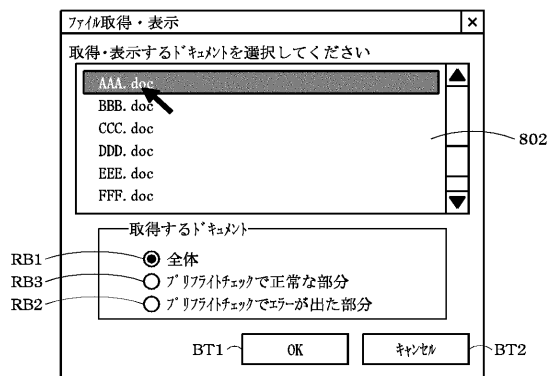 ファイル取得・表示 ×
取得・表示するドキュメントを選択してください
AAA.doc
BBB.doc
CCC.doc
DDD.doc
EEE.doc
FFF.doc
802
取得するドキュメント
RB1 全体
RB3 プリフライトチェックで正常な部分
RB2 プリフライトチェックでエラーが出た部分
BT1 OK キャンセル BT2